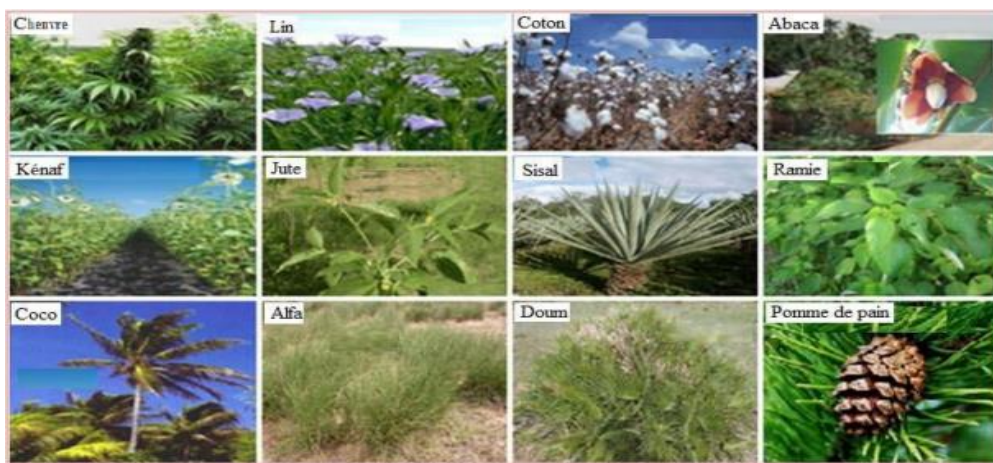 Chenvre
Lin
Coton
Abaca
Kénaf
Jute
Sisal
Ramie
Coco
Alfa
Doum
Pomme de pain